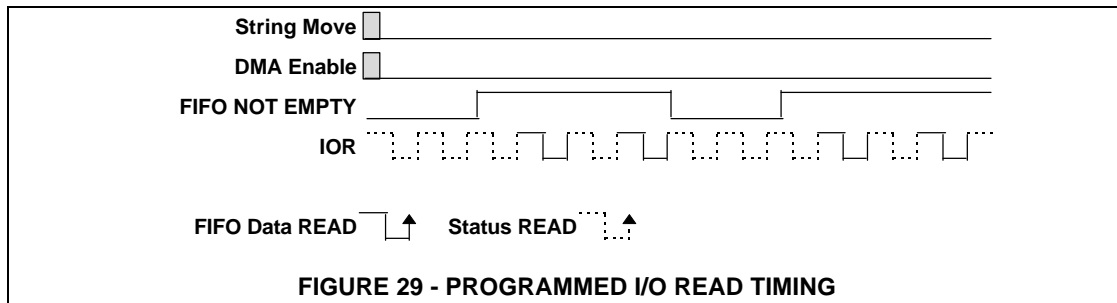 String Move
DMA Enable
FIFO NOT EMPTY
IOR
FIFO Data READ Status READ
FIGURE 29 - PROGRAMMED I/O READ TIMING